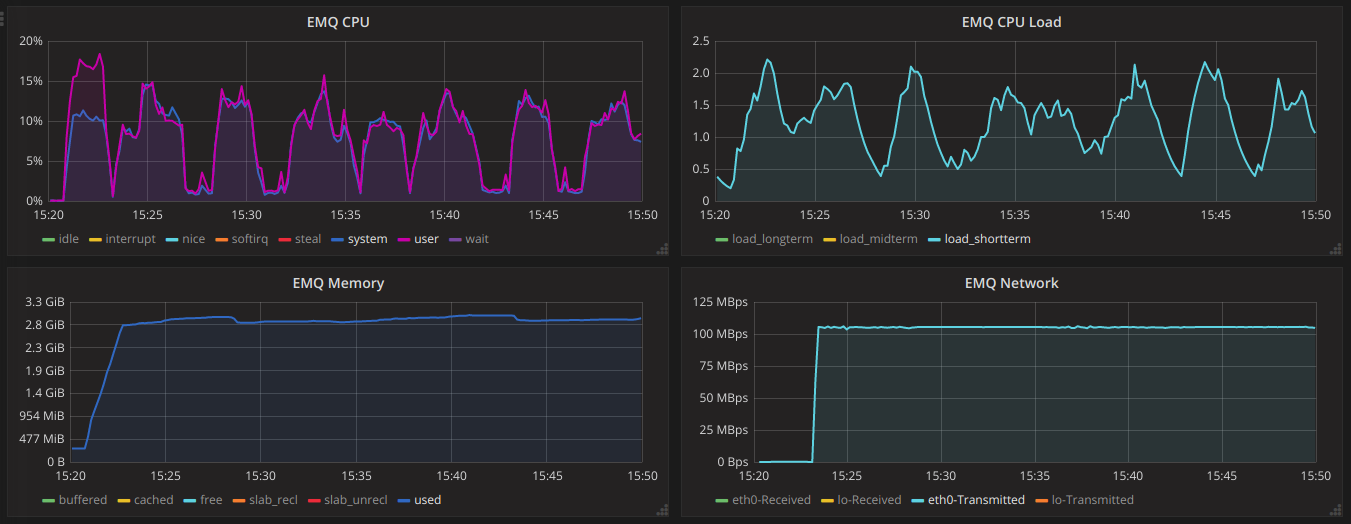 EMQ CPU
20%
15%
10%
5%
0%
15:20 15:25 15:30 15:35 15:40 15:45 15:50
idle interrupt nice softirq steal system user wait
EMQ CPU Load
2.5
2.0
1.5
1.0
0.5
0
15:20 15:25 15:30 15:35 15:40 15:45 15:50
load_longterm load_midterm load_shortterm
EMQ Memory
3.3 GiB
2.8 GiB
2.3 GiB
1.9 GiB
1.4 GiB
954 MiB
477 MiB
0 B
15:20 15:25 15:30 15:35 15:40 15:45 15:50
buffered cached free slab_recl slab_unrecl used
EMQ Network
125 MBps
100 MBps
75 MBps
50 MBps
25 MBps
0 Bps
15:20 15:25 15:30 15:35 15:40 15:45 15:50
eth0-Received lo-Received eth0-Transmitted lo-Transmitted